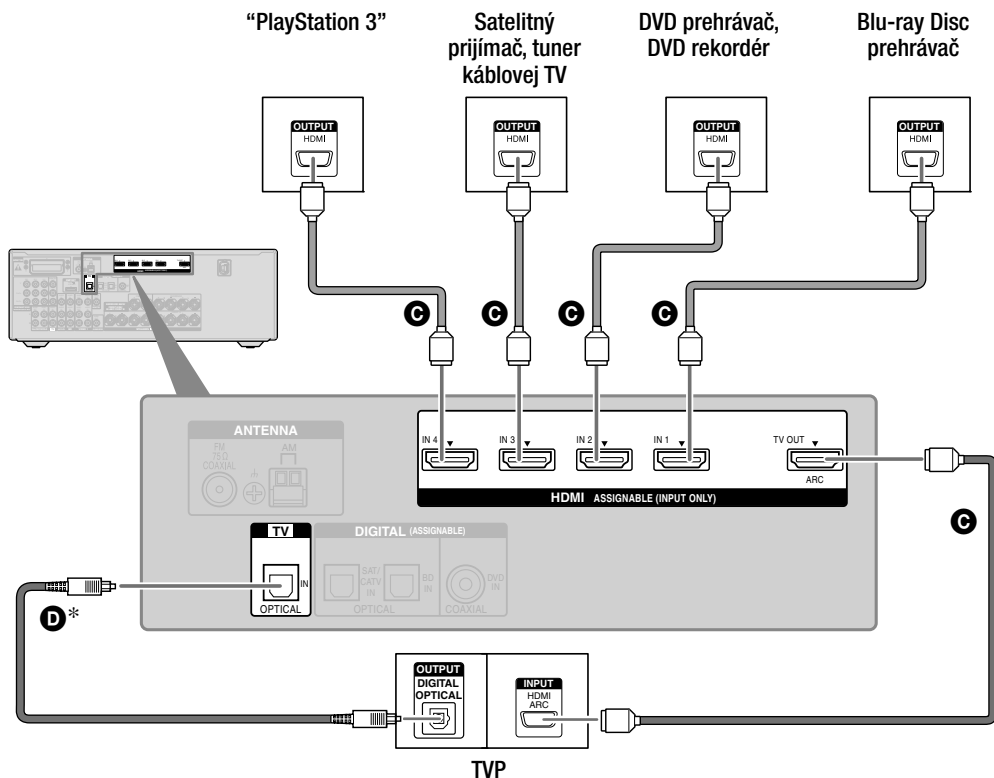 “PlayStation 3”
Satelitný
prijímač, tuner
káblovej TV
DVD prehrávač,
DVD rekordér
Blu-ray Disc
prehrávač
OUTPUT
HDMI
OUTPUT
HDMI
OUTPUT
HDMI
OUTPUT
HDMI
C
C
C
C
ANTENNA
FM
75Ω
COAXIAL
AM
IN 4
IN 3
IN 2
IN 1
TV OUT
ARC
HDMI ASSIGNABLE (INPUT ONLY)
C
TV
IN
OPTICAL
DIGITAL (ASSIGNABLE)
SAT/
CATV
IN
BD
IN
OPTICAL
DVD
IN
COAXIAL
D*
OUTPUT
DIGITAL
OPTICAL
INPUT
HDMI
ARC
TVP